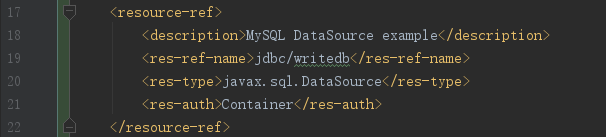 17 <resource-ref>
18 <description>MySQL DataSource example</description>
19 <res-ref-name>jdbc/writedb</res-ref-name>
20 <res-type>javax.sql.DataSource</res-type>
21 <res-auth>Container</res-auth>
22 </resource-ref>